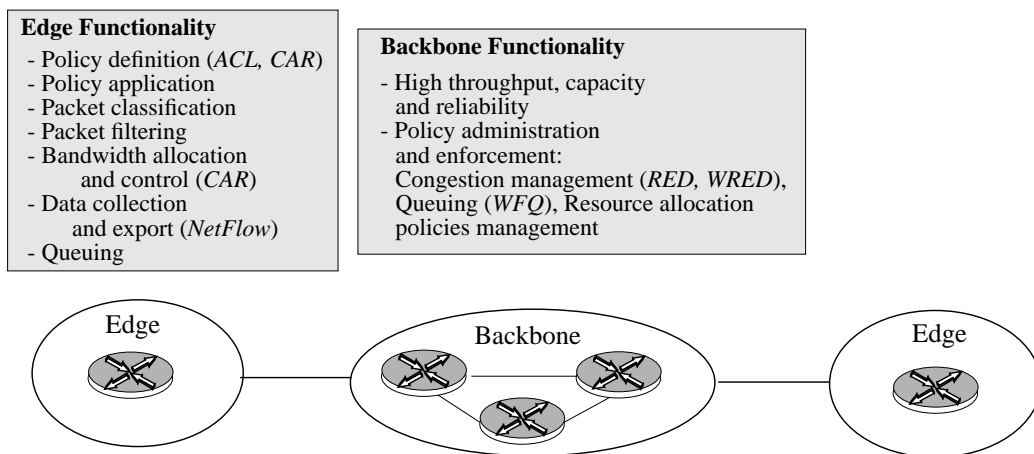 Edge Functionality
- Policy definition (ACL, CAR)
- Policy application
- Packet classification
- Packet filtering
- Bandwidth allocation
and control (CAR)
- Data collection
and export (NetFlow)
- Queuing
Backbone Functionality
- High throughput, capacity
and reliability
- Policy administration
and enforcement:
Congestion management (RED, WRED),
Queuing (WFQ), Resource allocation
policies management
Edge
Backbone
Edge